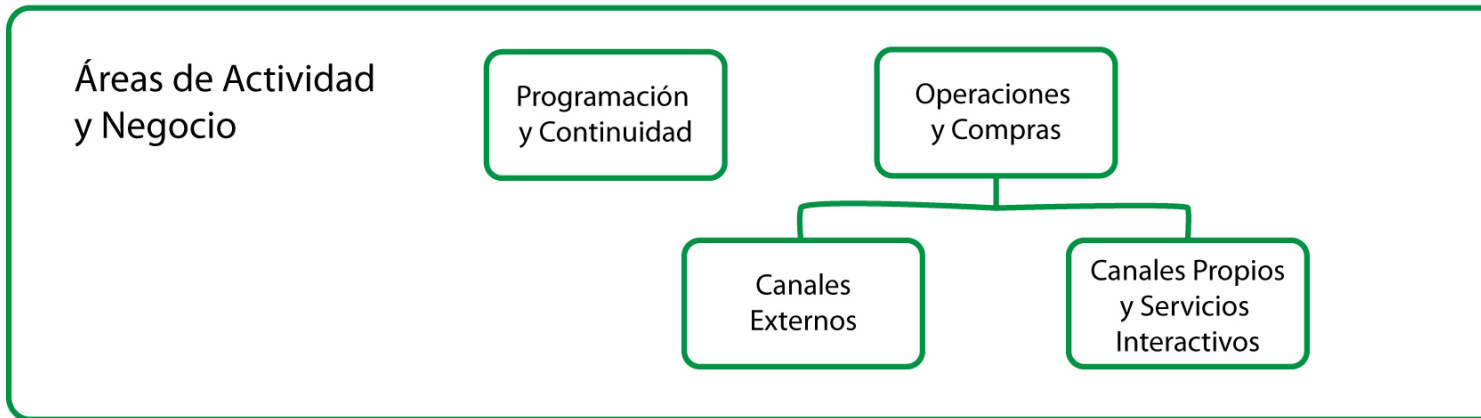 Áreas de Actividad
y Negocio
Programación
y Continuidad
Operaciones
y Compras
Canales
Externos
Canales Propios
y Servicios
Interactivos